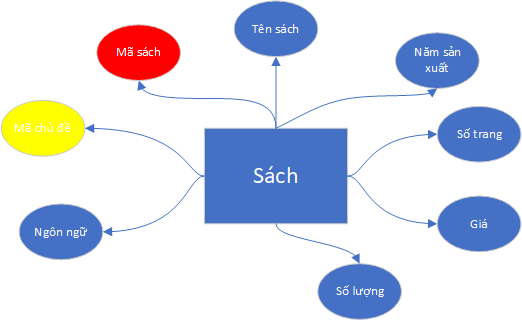 Tên sách
Mã sách
Năm sản
xuất
Mã chủ đề
Số trang
Sách
Ngôn ngữ
Giá
Số lượng